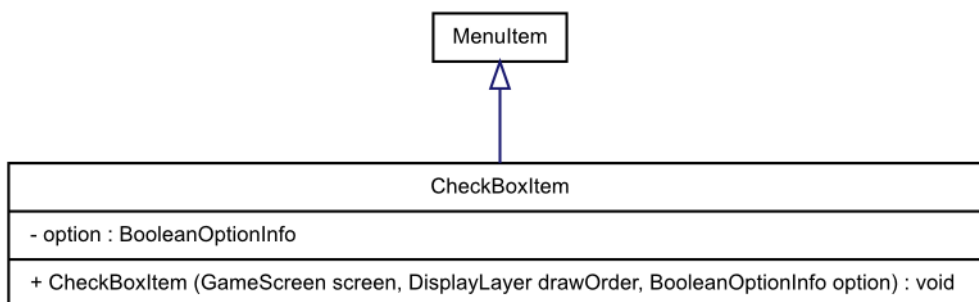 MenuItem
CheckBoxItem
- option : BooleanOptionInfo
+ CheckBoxItem (GameScreen screen, DisplayLayer drawOrder, BooleanOptionInfo option) : void